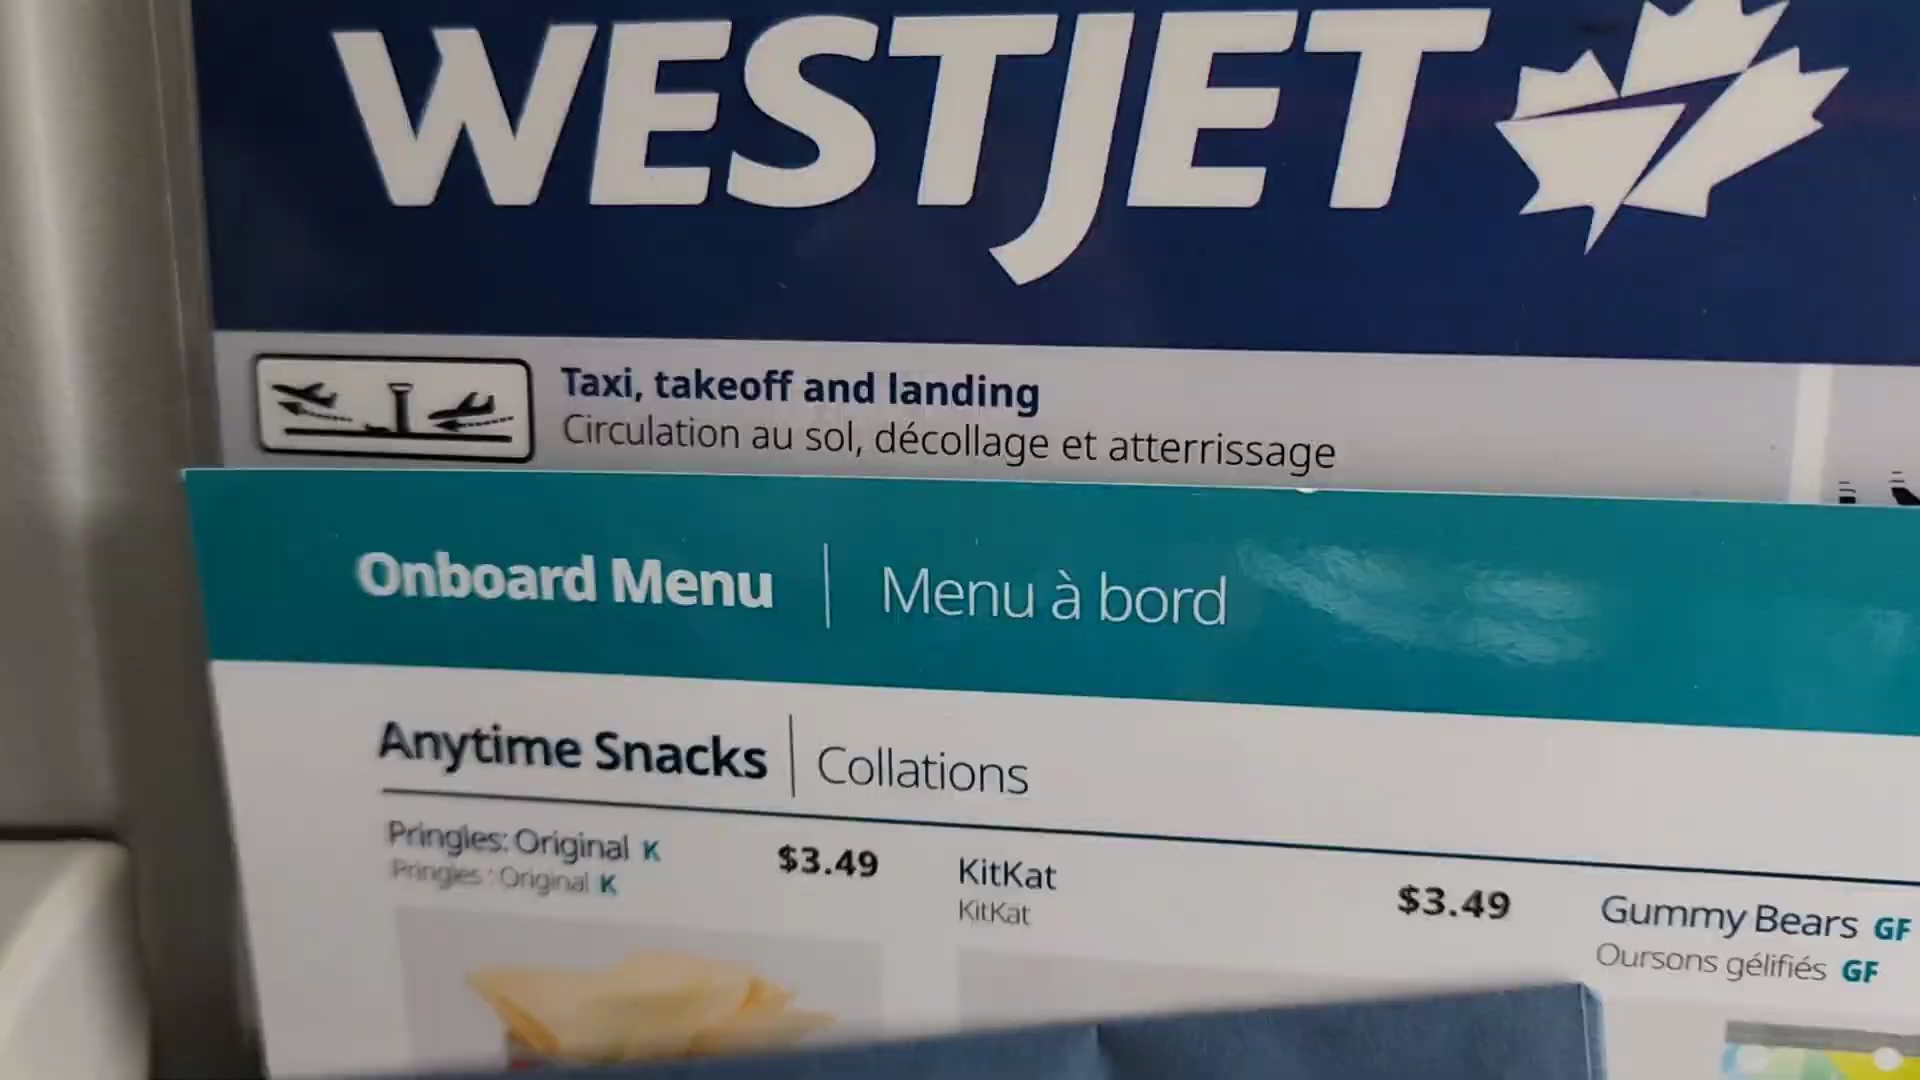 WESTJET
Taxi, takeoff and landing
Circulation au sol, décollage et atterrissage
Onboard Menu | Menu à bord
Anytime Snacks | Collations
Pringles: Original K $3.49
Pringles : Original K
KitKat $3.49
KitKat
Gummy Bears GF
Oursons gélifiés GF